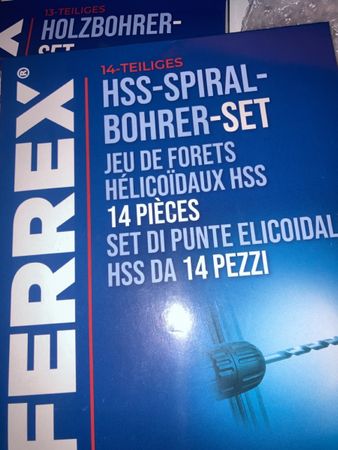 13-TEILIGES
HOLZBOHRER-
SET
X
FERREX®
14-TEILIGES
HSS-SPIRAL-
BOHRER-SET
JEU DE FORETS
HÉLICOÏDAUX HSS
14 PIÈCES
SET DI PUNTE ELICOIDAL
HSS DA 14 PEZZI